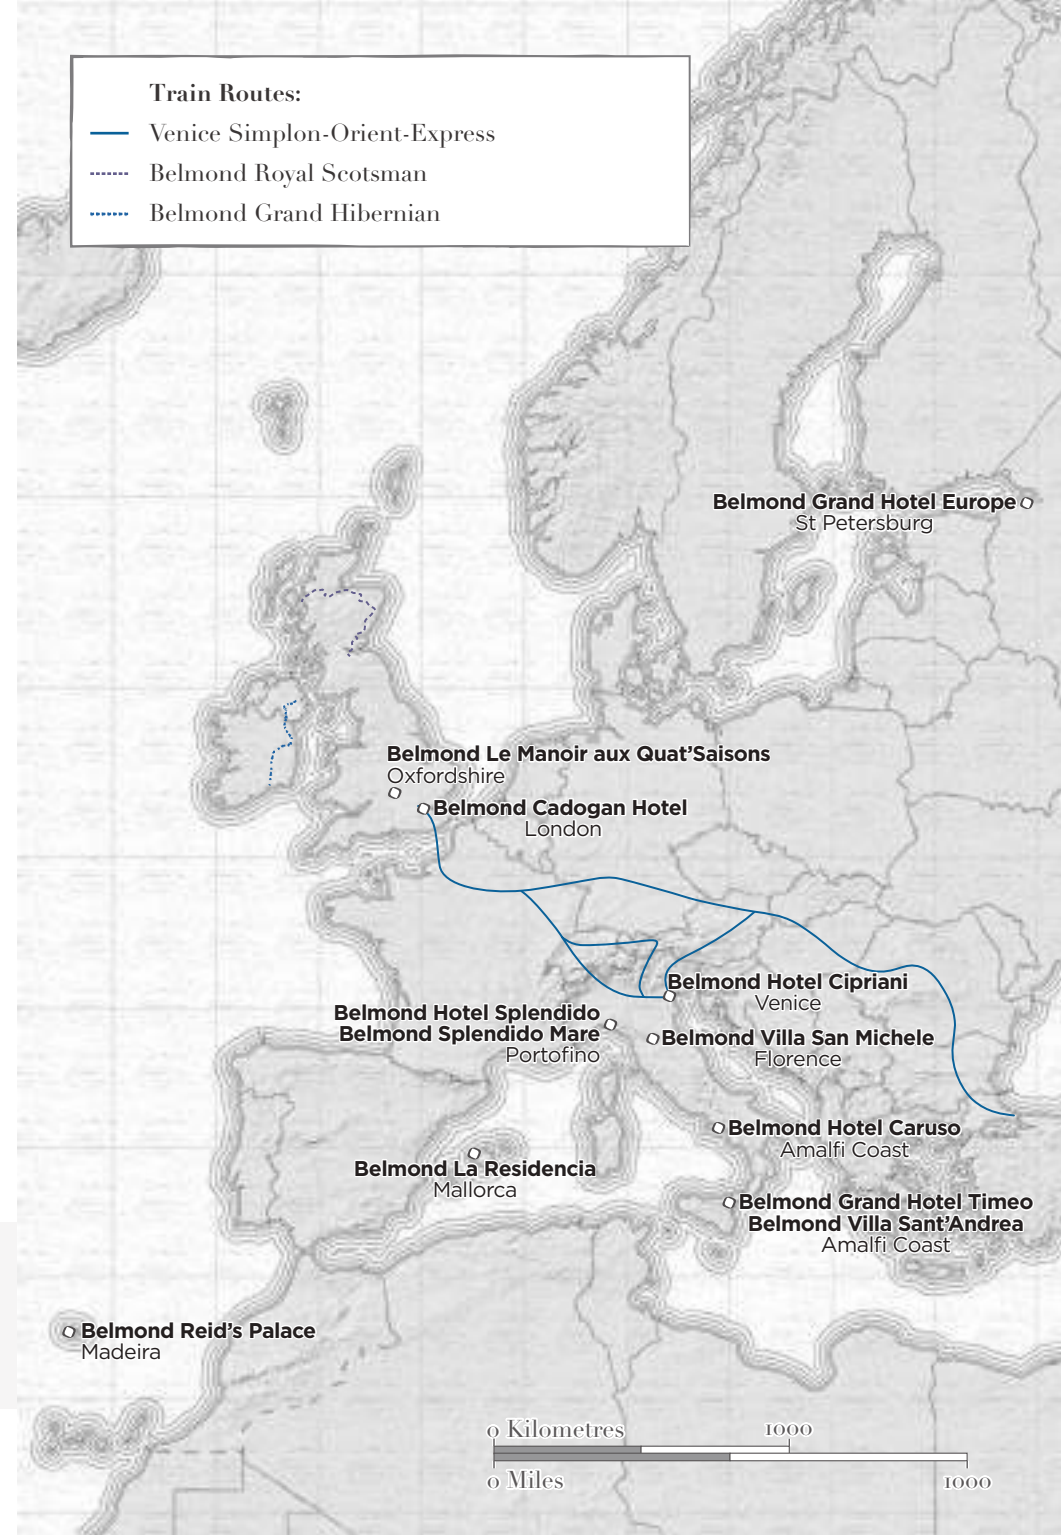 Train Routes:
Venice Simplon-Orient-Express
Belmond Royal Scotsman
Belmond Grand Hibernian
Belmond Grand Hotel Europe
St Petersburg
Belmond Le Manoir aux Quat'Saisons
Oxfordshire
Belmond Cadogan Hotel
London
Belmond Hotel Cipriani
Venice
Belmond Hotel Splendido
Belmond Splendido Mare
Portofino
Belmond Villa San Michele
Florence
Belmond Hotel Caruso
Amalfi Coast
Belmond La Residencia
Mallorca
Belmond Grand Hotel Timeo
Belmond Villa Sant'Andrea
Amalfi Coast
Belmond Reid's Palace
Madeira
0 Kilometres 1000
0 Miles 1000